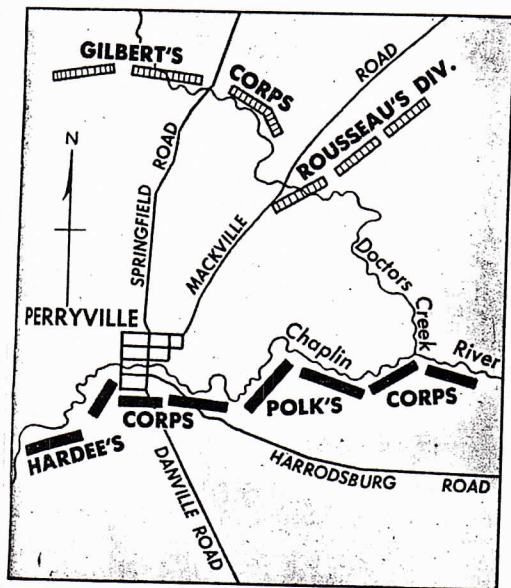 GILBERT'S
CORPS
ROAD
ROUSSEAU'S DIV.
N
SPRINGFIELD ROAD
MACKVILLE
Doctors Creek
PERRYVILLE
Chaplin River
POLK'S CORPS
HARDEE'S CORPS
DANVILLE ROAD
HARRODSBURG ROAD